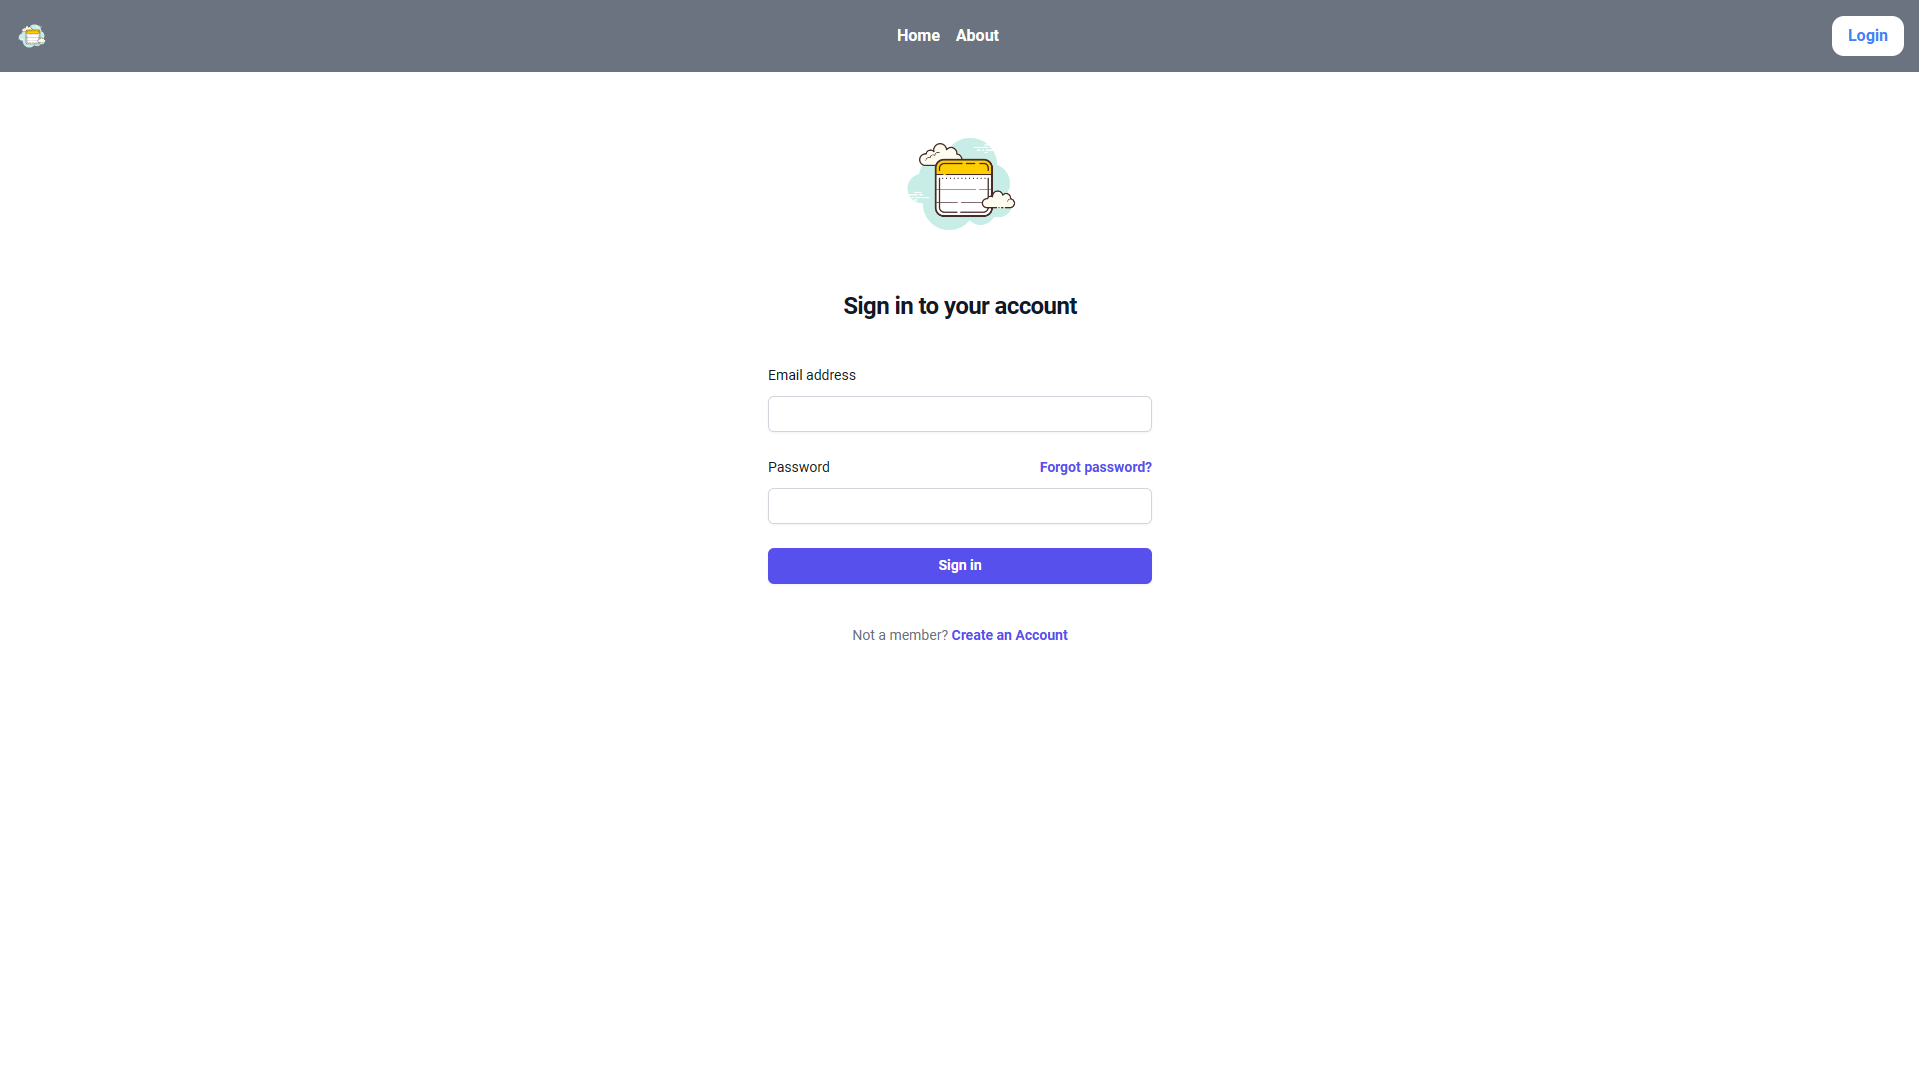 Home About
Login
Sign in to your account
Email address
Password
Forgot password?
Sign in
Not a member? Create an Account